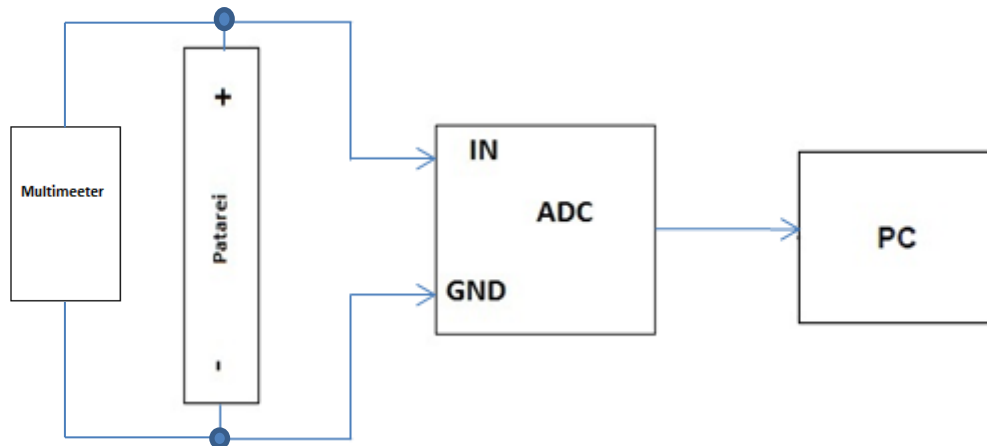 Multimeeter
+
Patarei
-
IN
ADC
GND
PC